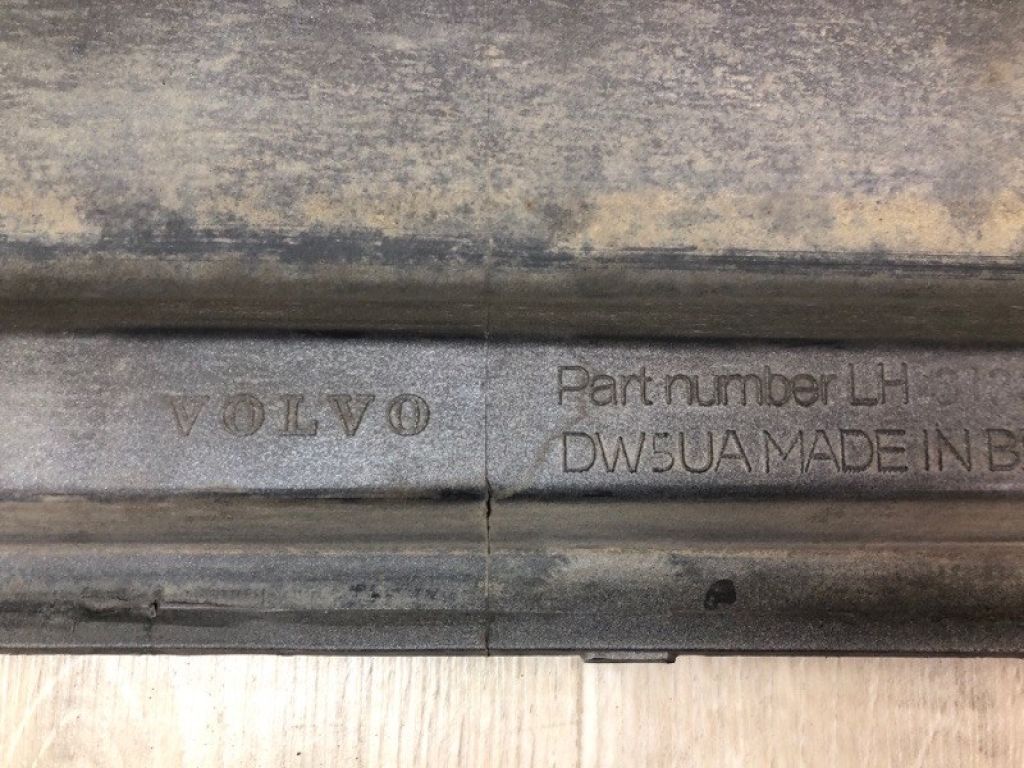 VOLVO
Part number LH
DW5UA MADE IN